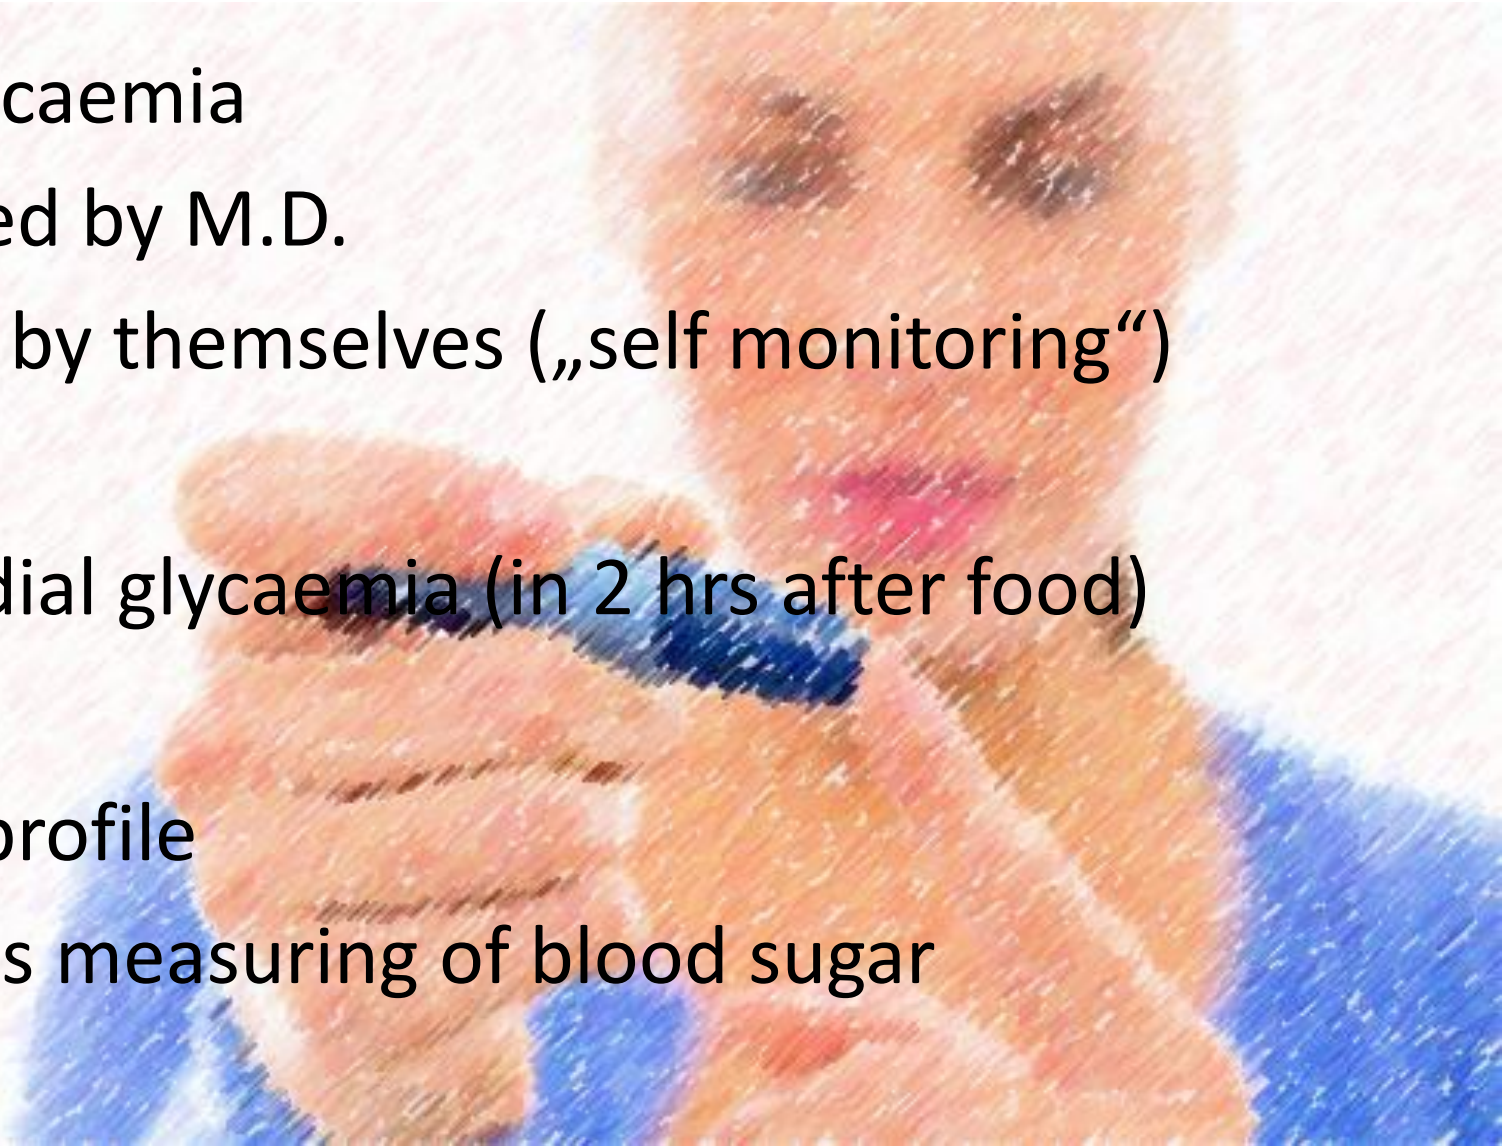 caemia
ed by M.D.
by themselves („self monitoring“)
dial glycaemia (in 2 hrs after food)
profile
s measuring of blood sugar